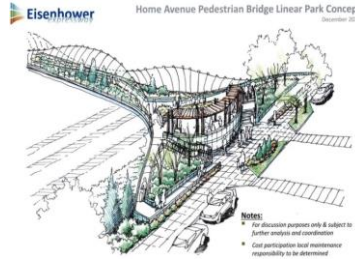 Eisenhower
expressway
Home Avenue Pedestrian Bridge Linear Park Concep
December 20
Notes:
For discussion purposes only & subject to
further analysis and coordination
Cost participation local maintenance
responsibility to be determined